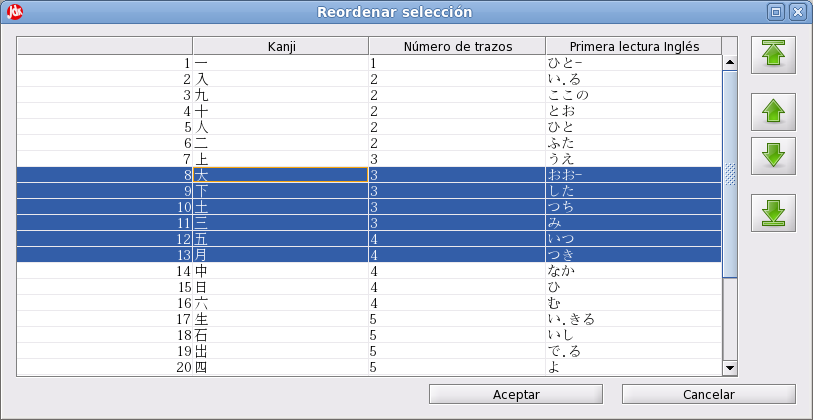 Reordenar selección
Kanji Número de trazos Primera lectura Inglés
1 一 1 ひと-
2 入 2 い.る
3 九 2 ここの
4 十 2 とお
5 人 2 ひと
6 二 2 ふた
7 上 3 うえ
8 大 3 おお-
9 下 3 した
10 土 3 つち
11 三 3 み
12 五 4 いつ
13 月 4 つき
14 中 4 なか
15 日 4 ひ
16 六 4 む
17 生 5 い.きる
18 石 5 いし
19 出 5 で.る
20 四 5 よ
Aceptar Cancelar